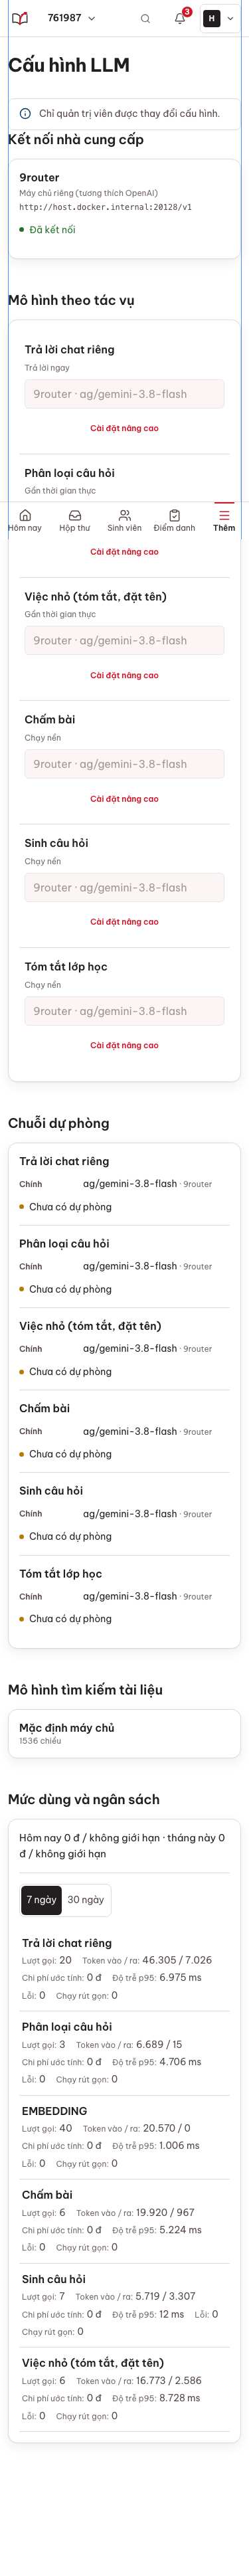 761987
3
H
Cấu hình LLM
Chỉ quản trị viên được thay đổi cấu hình.
Kết nối nhà cung cấp
9router
Máy chủ riêng (tương thích OpenAI)
http://host.docker.internal:20128/v1
Đã kết nối
Mô hình theo tác vụ
Trả lời chat riêng
Trả lời ngay
9router · ag/gemini-3.8-flash
Cài đặt nâng cao
Phân loại câu hỏi
Gần thời gian thực
Hôm nay Hộp thư Sinh viên Điểm danh Thêm
Cài đặt nâng cao
Việc nhỏ (tóm tắt, đặt tên)
Gần thời gian thực
9router · ag/gemini-3.8-flash
Cài đặt nâng cao
Chấm bài
Chạy nền
9router · ag/gemini-3.8-flash
Cài đặt nâng cao
Sinh câu hỏi
Chạy nền
9router · ag/gemini-3.8-flash
Cài đặt nâng cao
Tóm tắt lớp học
Chạy nền
9router · ag/gemini-3.8-flash
Cài đặt nâng cao
Chuỗi dự phòng
Trả lời chat riêng
Chính ag/gemini-3.8-flash · 9router
Chưa có dự phòng
Phân loại câu hỏi
Chính ag/gemini-3.8-flash · 9router
Chưa có dự phòng
Việc nhỏ (tóm tắt, đặt tên)
Chính ag/gemini-3.8-flash · 9router
Chưa có dự phòng
Chấm bài
Chính ag/gemini-3.8-flash · 9router
Chưa có dự phòng
Sinh câu hỏi
Chính ag/gemini-3.8-flash · 9router
Chưa có dự phòng
Tóm tắt lớp học
Chính ag/gemini-3.8-flash · 9router
Chưa có dự phòng
Mô hình tìm kiếm tài liệu
Mặc định máy chủ
1536 chiều
Mức dùng và ngân sách
Hôm nay 0 đ / không giới hạn · tháng này 0
đ / không giới hạn
7 ngày 30 ngày
Trả lời chat riêng
Lượt gọi: 20 Token vào / ra: 46.305 / 7.026
Chi phí ước tính: 0 đ Độ trễ p95: 6.975 ms
Lỗi: 0 Chạy rút gọn: 0
Phân loại câu hỏi
Lượt gọi: 3 Token vào / ra: 6.689 / 15
Chi phí ước tính: 0 đ Độ trễ p95: 4.706 ms
Lỗi: 0 Chạy rút gọn: 0
EMBEDDING
Lượt gọi: 40 Token vào / ra: 20.570 / 0
Chi phí ước tính: 0 đ Độ trễ p95: 1.006 ms
Lỗi: 0 Chạy rút gọn: 0
Chấm bài
Lượt gọi: 6 Token vào / ra: 19.920 / 967
Chi phí ước tính: 0 đ Độ trễ p95: 5.224 ms
Lỗi: 0 Chạy rút gọn: 0
Sinh câu hỏi
Lượt gọi: 7 Token vào / ra: 5.719 / 3.307
Chi phí ước tính: 0 đ Độ trễ p95: 12 ms Lỗi: 0
Chạy rút gọn: 0
Việc nhỏ (tóm tắt, đặt tên)
Lượt gọi: 6 Token vào / ra: 16.773 / 2.586
Chi phí ước tính: 0 đ Độ trễ p95: 8.728 ms
Lỗi: 0 Chạy rút gọn: 0